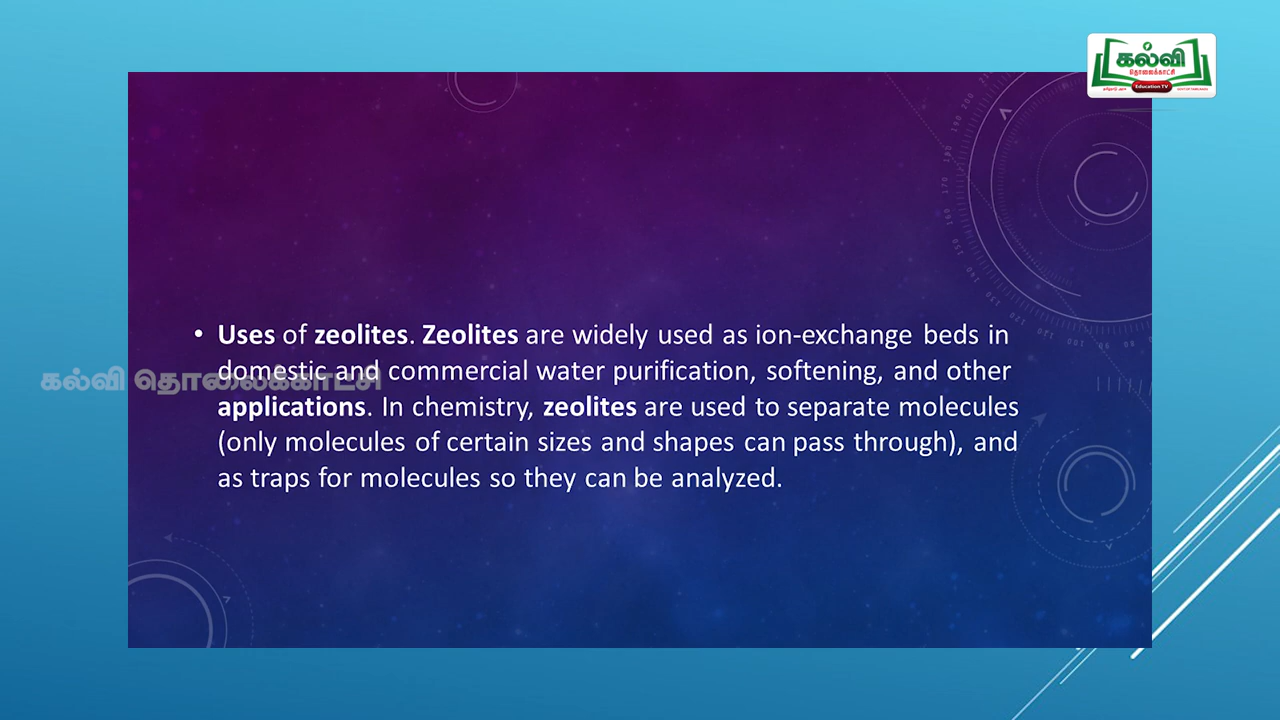 கல்வி
தொலைக்காட்சி
Education TV
• Uses of zeolites. Zeolites are widely used as ion-exchange beds in
domestic and commercial water purification, softening, and other
கல்வி தொலைக்காட்சி
applications. In chemistry, zeolites are used to separate molecules
(only molecules of certain sizes and shapes can pass through), and
as traps for molecules so they can be analyzed.